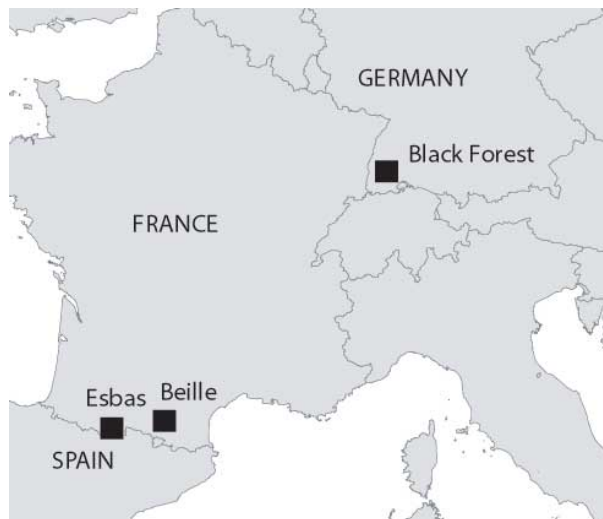 GERMANY
Black Forest
FRANCE
Esbas Beille
SPAIN